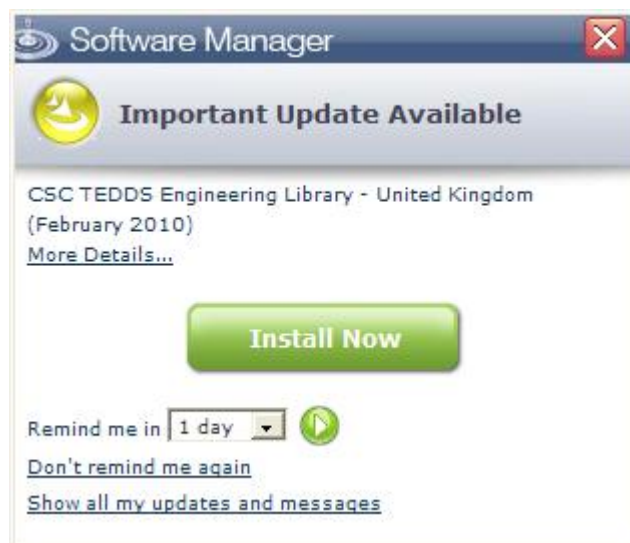 Software Manager
Important Update Available
CSC TEDDS Engineering Library - United Kingdom
(February 2010)
More Details...
Install Now
Remind me in 1 day
Don't remind me again
Show all my updates and messages